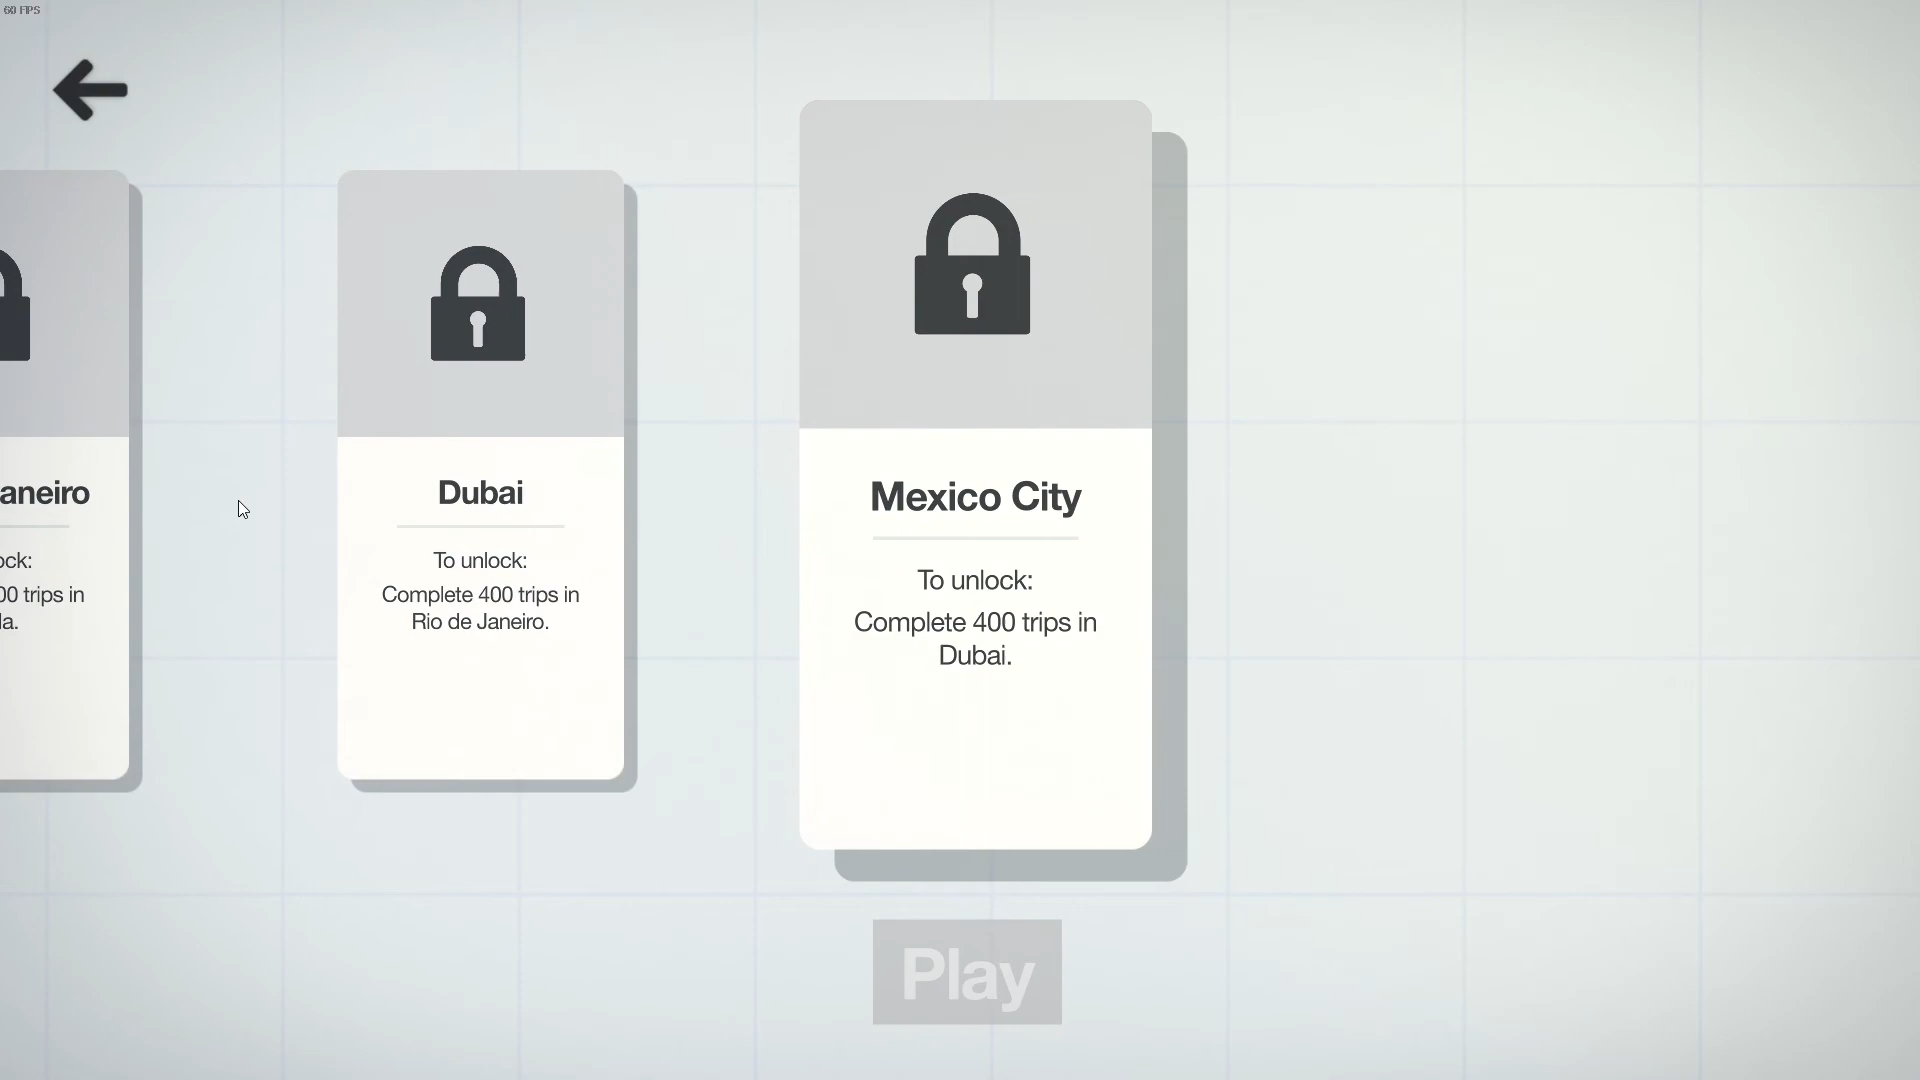 60 FPS
aneiro
ock:
00 trips in
la.
Dubai
To unlock:
Complete 400 trips in
Rio de Janeiro.
Mexico City
To unlock:
Complete 400 trips in
Dubai.
Play